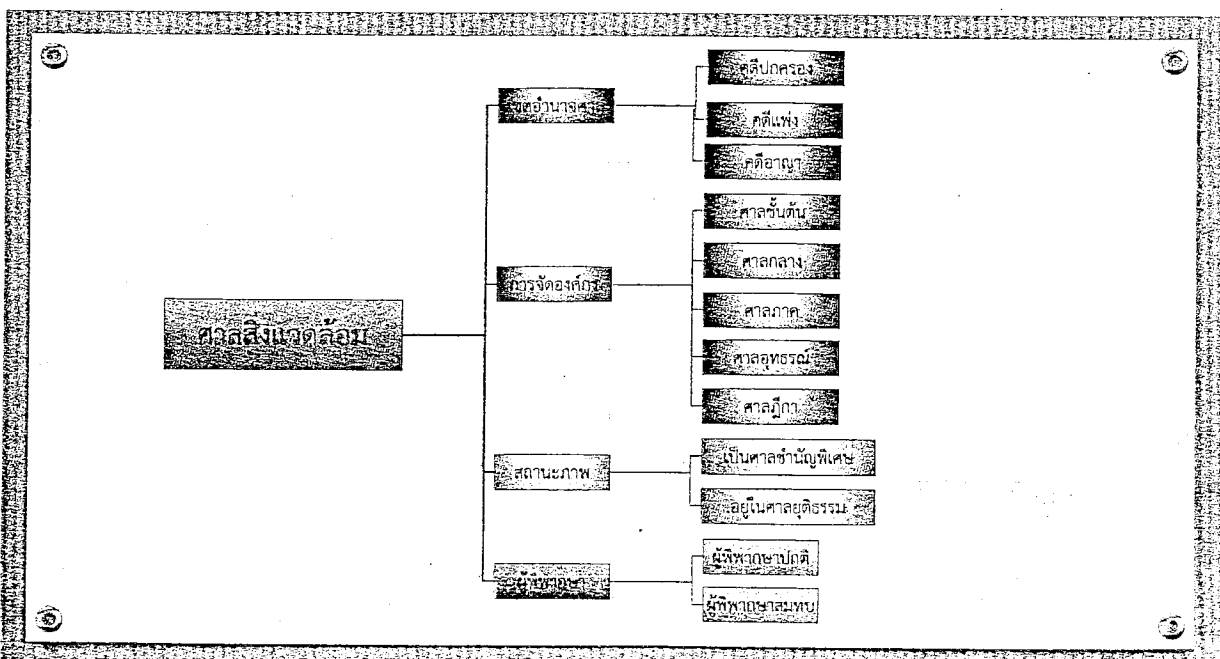 ศาลสิ่งแวดล้อม
เขตอำนาจศาล
คดีปกครอง
คดีแพ่ง
คดีอาญา
การจัดองค์กร
ศาลชั้นต้น
ศาลกลาง
ศาลภาค
ศาลอุทธรณ์
ศาลฎีกา
สถานะภาพ
เป็นศาลชำนัญพิเศษ
อยู่ในศาลยุติธรรม
ผู้พิพากษา
ผู้พิพากษาปกติ
ผู้พิพากษาสมทบ